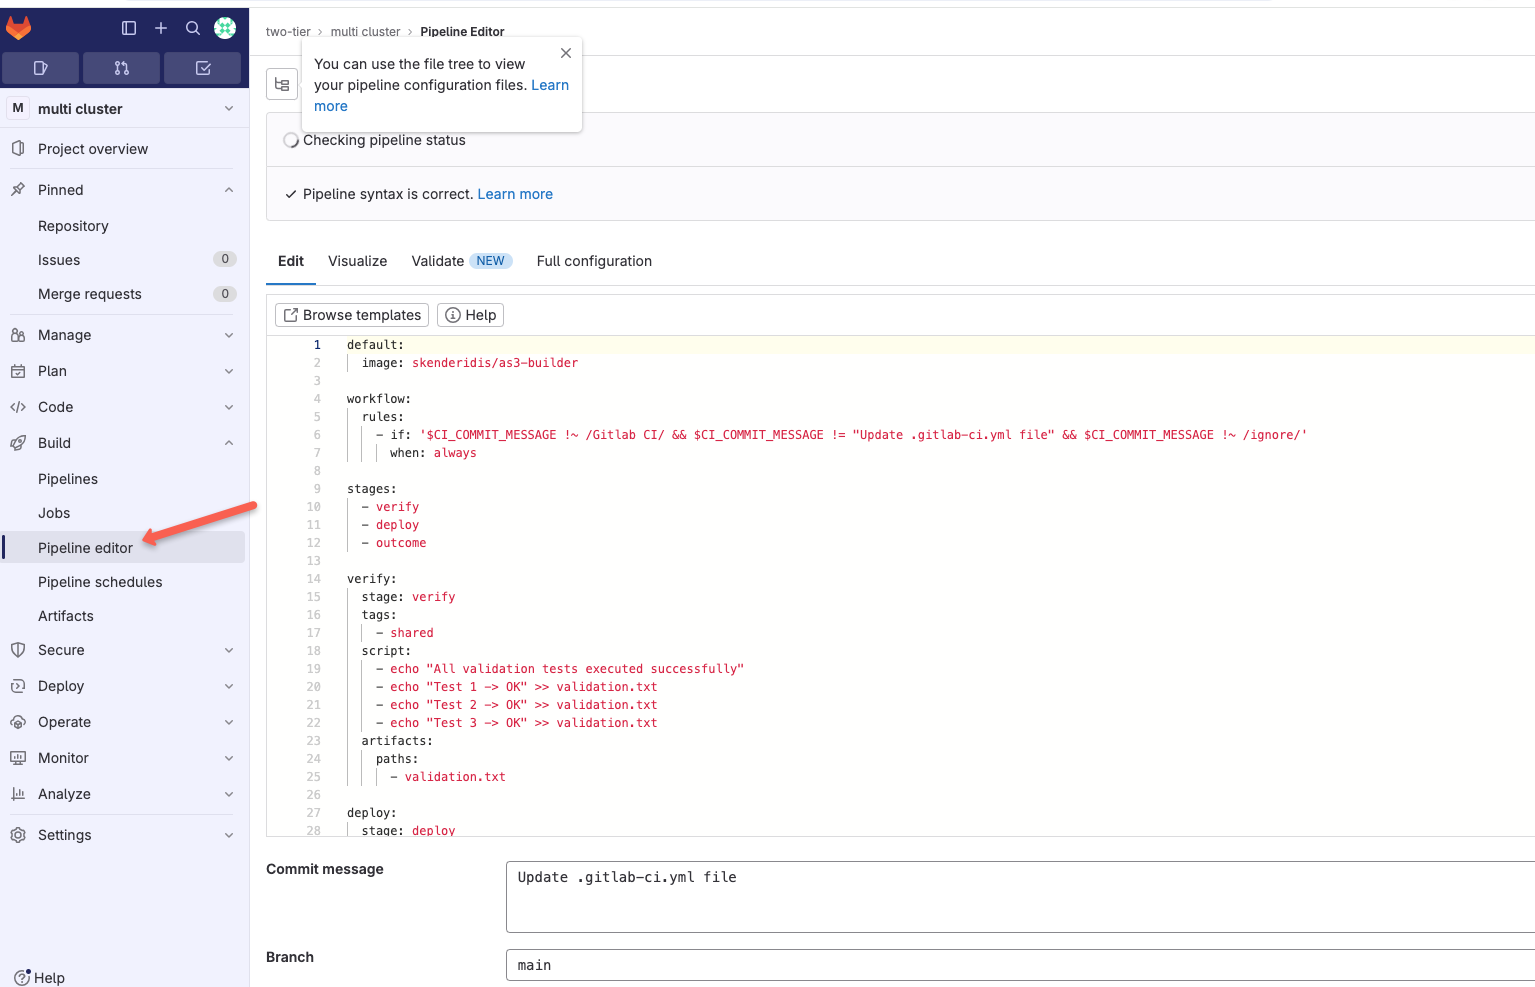 two-tier › multi cluster › Pipeline Editor
You can use the file tree to view
your pipeline configuration files. Learn
more
Checking pipeline status
Pipeline syntax is correct. Learn more
M multi cluster
Project overview
Pinned
Repository
Issues 0
Merge requests 0
Manage
Plan
Code
Build
Pipelines
Jobs
Pipeline editor
Pipeline schedules
Artifacts
Secure
Deploy
Operate
Monitor
Analyze
Settings
Help
Edit Visualize Validate NEW Full configuration
Browse templates Help
1 default:
2 image: skenderidis/as3-builder
3
4 workflow:
5 rules:
6 - if: '$CI_COMMIT_MESSAGE !~ /Gitlab CI/ && $CI_COMMIT_MESSAGE != "Update .gitlab-ci.yml file" && $CI_COMMIT_MESSAGE !~ /ignore/'
7 when: always
8
9 stages:
10 - verify
11 - deploy
12 - outcome
13
14 verify:
15 stage: verify
16 tags:
17 - shared
18 script:
19 - echo "All validation tests executed successfully"
20 - echo "Test 1 -> OK" >> validation.txt
21 - echo "Test 2 -> OK" >> validation.txt
22 - echo "Test 3 -> OK" >> validation.txt
23 artifacts:
24 paths:
25 - validation.txt
26
27 deploy:
28 stage: deploy
Commit message
Update .gitlab-ci.yml file
Branch
main